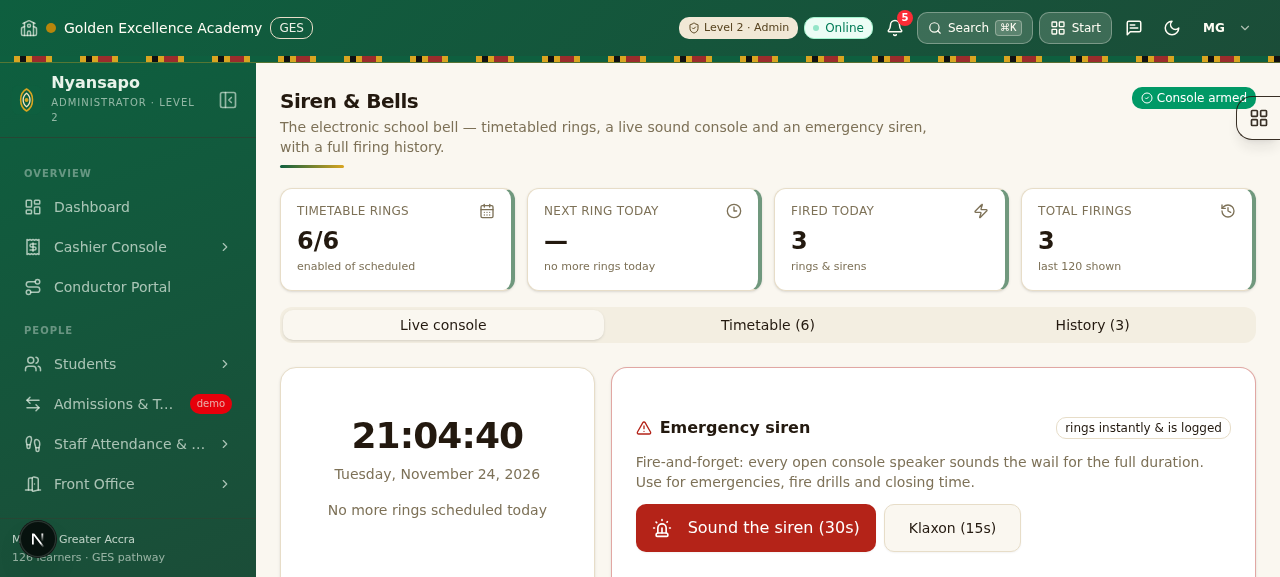 Golden Excellence Academy
GES
Level 2 · Admin
Online
5
Search
⌘K
Start
MG
Nyansapo
ADMINISTRATOR · LEVEL
2
OVERVIEW
Dashboard
Cashier Console
Conductor Portal
PEOPLE
Students
Admissions & T...
demo
Staff Attendance & ...
Front Office
Greater Accra
GES pathway
N
Siren & Bells
Console armed
The electronic school bell — timetabled rings, a live sound console and an emergency siren,
with a full firing history.
TIMETABLE RINGS
6/6
enabled of scheduled
NEXT RING TODAY
—
no more rings today
FIRED TODAY
3
rings & sirens
TOTAL FIRINGS
3
last 120 shown
Live console
Timetable (6)
History (3)
21:04:40
Tuesday, November 24, 2026
No more rings scheduled today
Emergency siren
rings instantly & is logged
Fire-and-forget: every open console speaker sounds the wail for the full duration.
Use for emergencies, fire drills and closing time.
Sound the siren (30s)
Klaxon (15s)